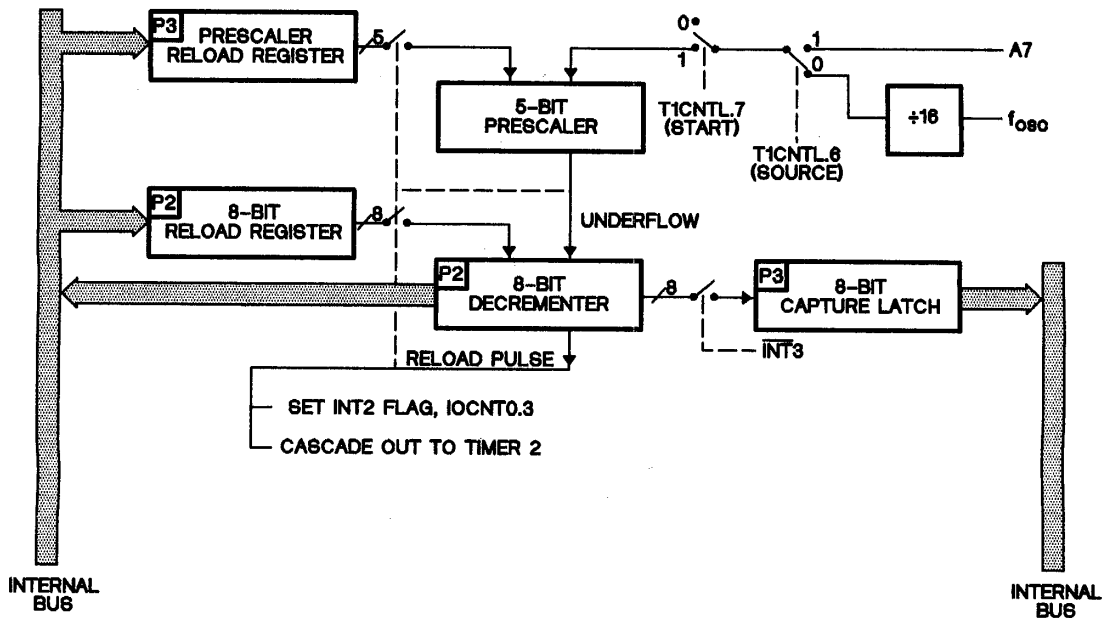 P3
PRESCALER
RELOAD REGISTER
5
0
1
1
0
A7
5-BIT
PRESCALER
T1CNTL.7
(START)
÷16
fosc
T1CNTL.6
(SOURCE)
P2
8-BIT
RELOAD REGISTER
8
UNDERFLOW
P2
8-BIT
DECREMENTER
8
P3
8-BIT
CAPTURE LATCH
INT3
RELOAD PULSE
SET INT2 FLAG, IOCNT0.3
CASCADE OUT TO TIMER 2
INTERNAL
BUS
INTERNAL
BUS